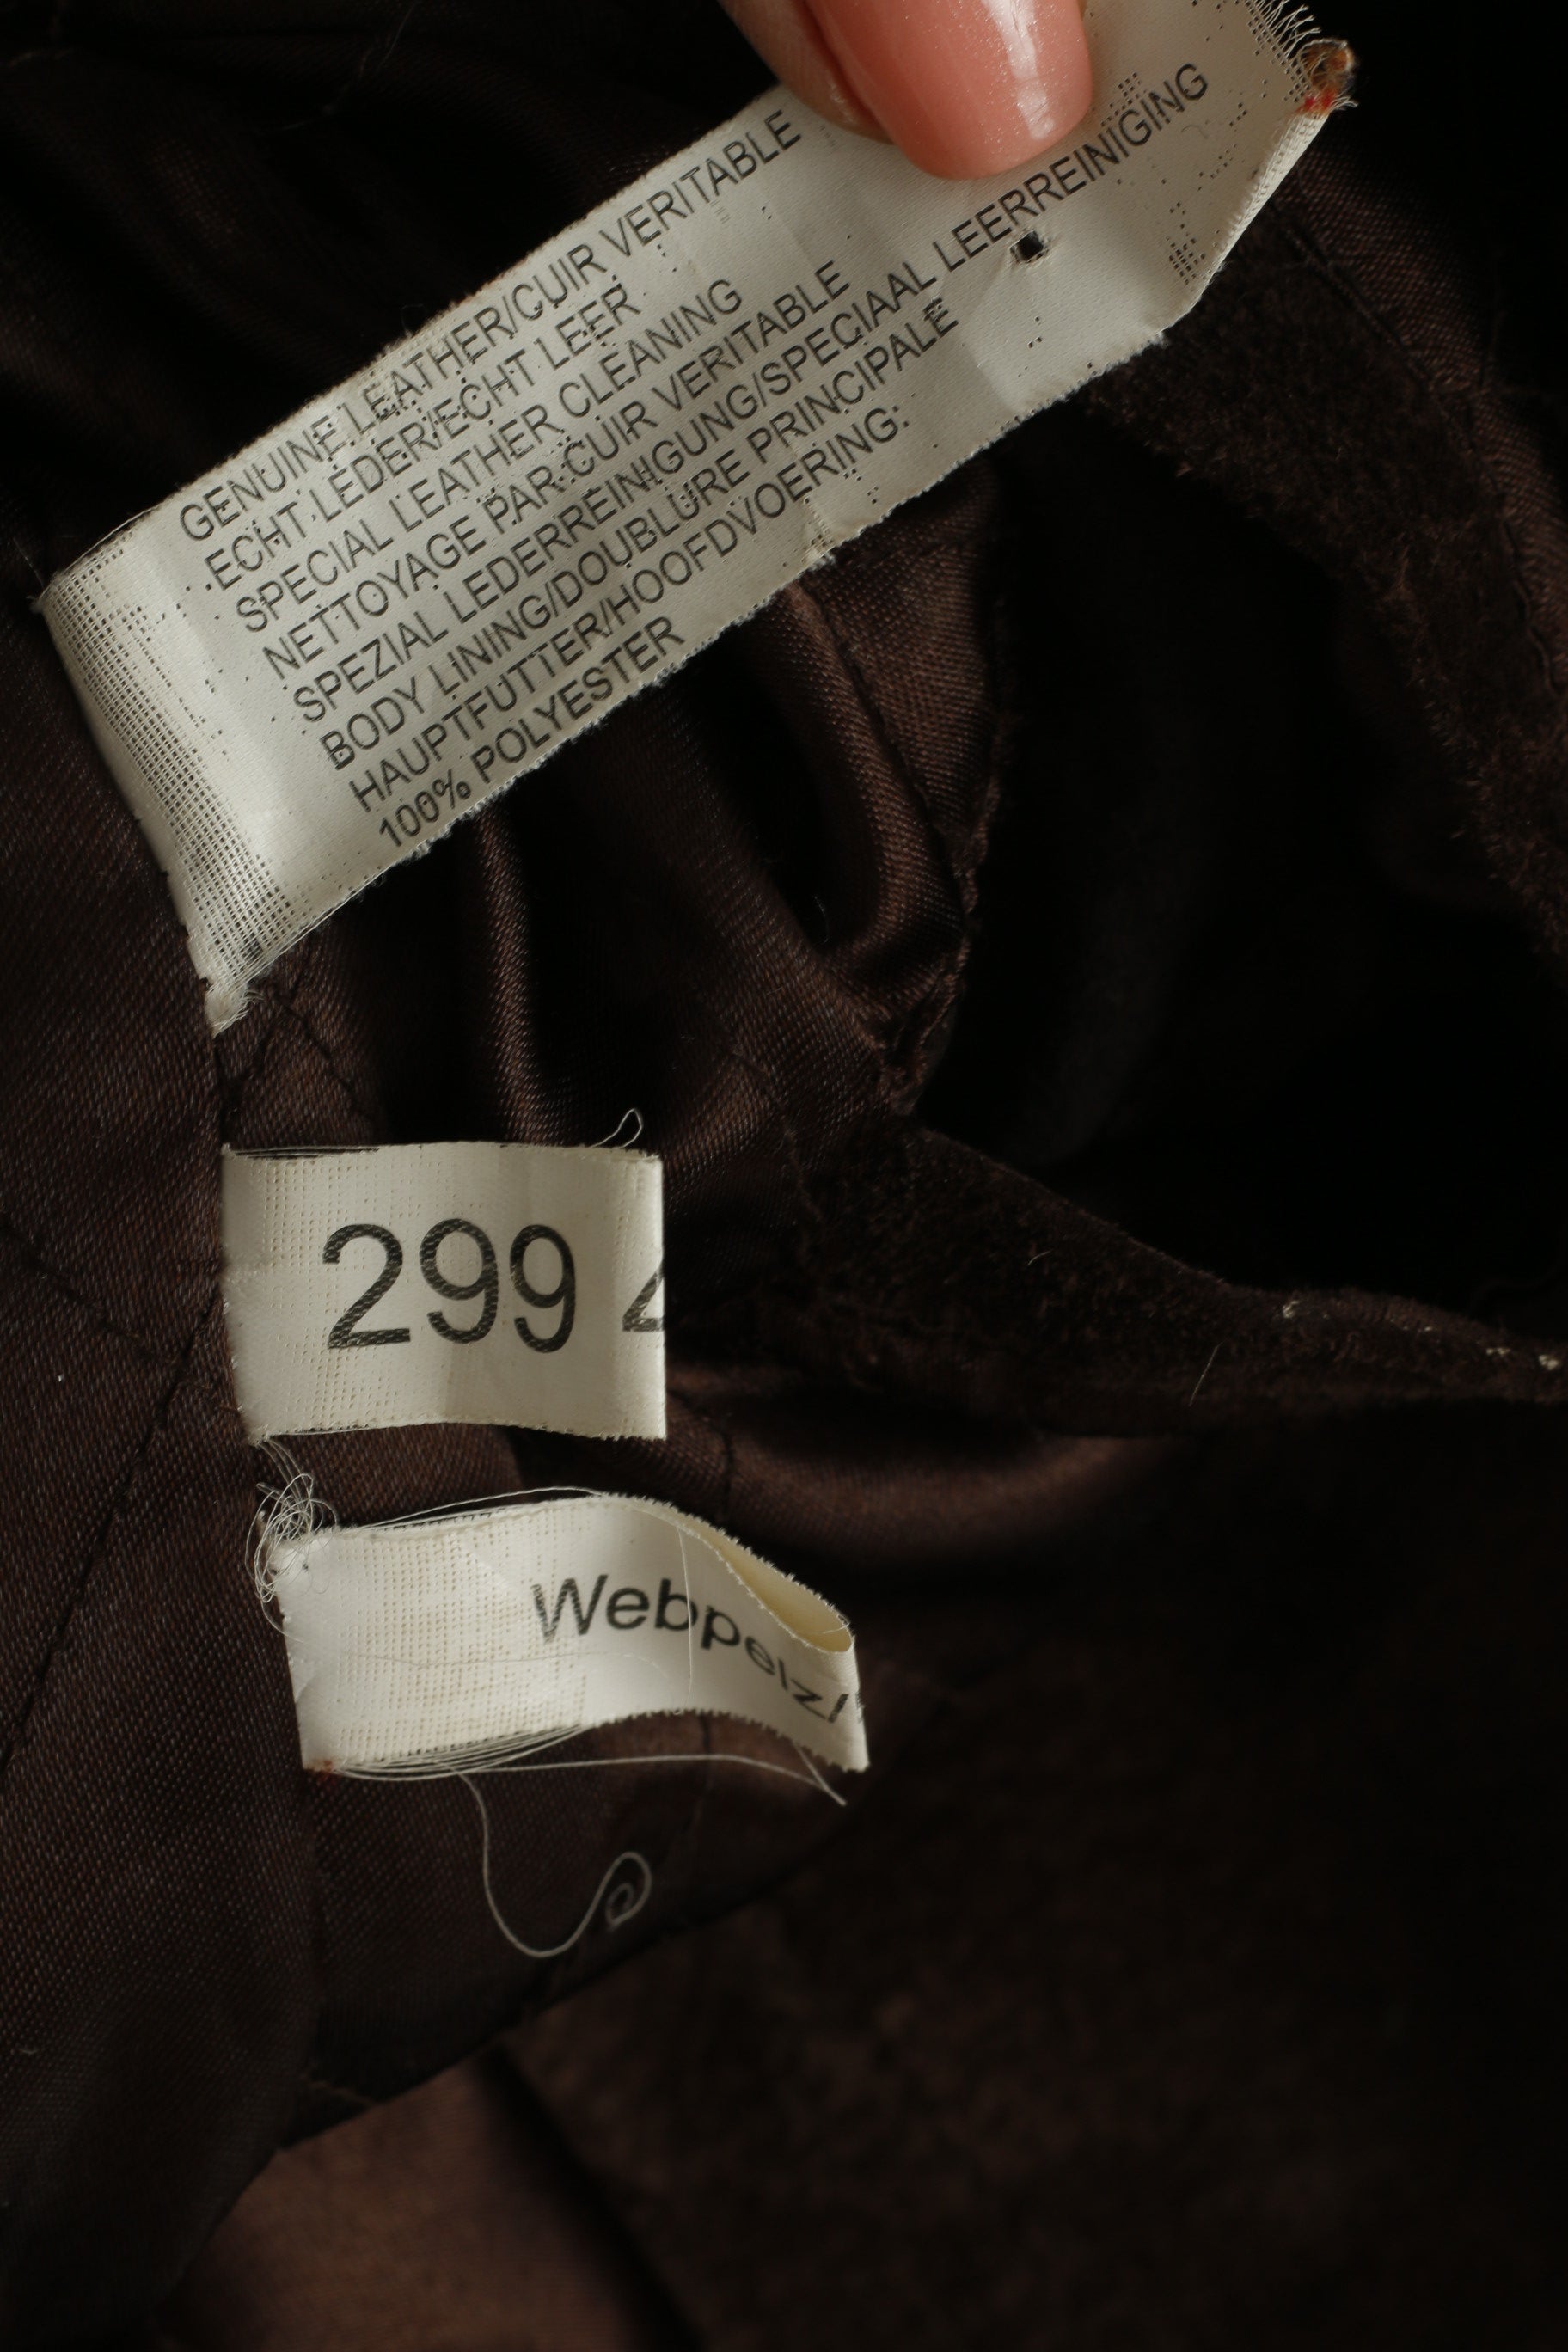 GENUINE LEATHER/CUIR VERITABLE
ECHT LEDER/ECHT LEER
SPECIAL LEATHER CLEANING
NETTOYAGE PAR CUIR VERITABLE
SPEZIAL LEDERREINIGUNG/SPECIAAL LEERREINIGING
BODY LINING/DOUBLURE PRINCIPALE
HAUPTFUTTER/HOOFDVOERING:
100% POLYESTER
299
Webpelz/